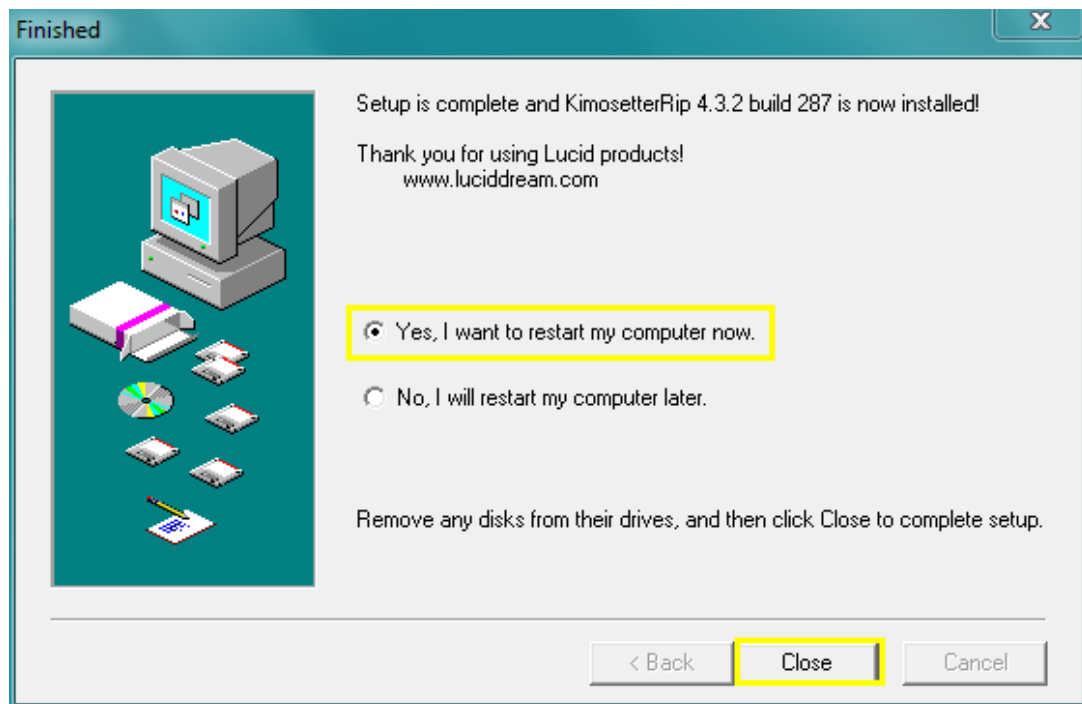 Finished
Setup is complete and KimosetterRip 4.3.2 build 287 is now installed!
Thank you for using Lucid products!
www.luciddream.com
Yes, I want to restart my computer now.
No, I will restart my computer later.
Remove any disks from their drives, and then click Close to complete setup.
< Back
Close
Cancel